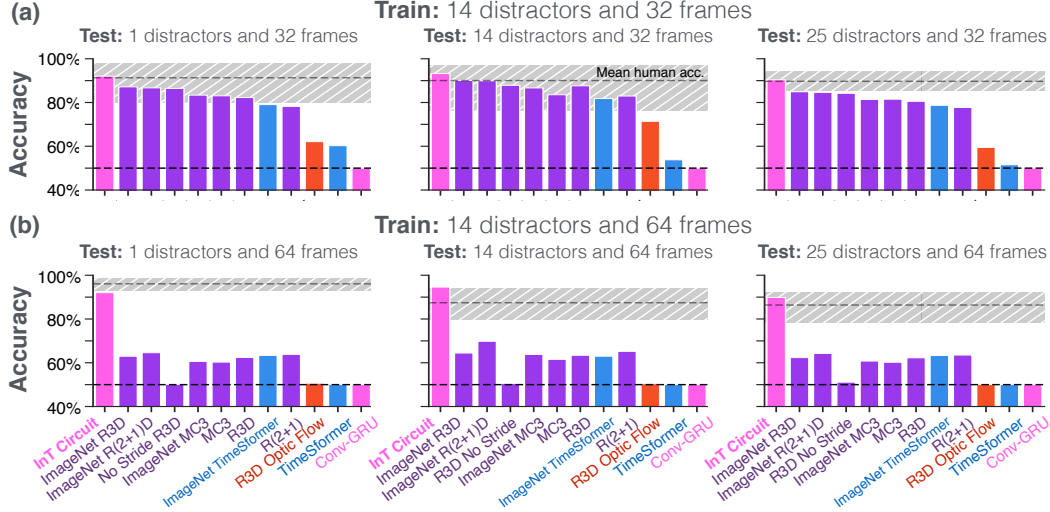 (a)
Train: 14 distractors and 32 frames
Test: 1 distractors and 32 frames
Test: 14 distractors and 32 frames
Test: 25 distractors and 32 frames
Accuracy
100%
80%
60%
40%
Mean human acc.
(b)
Train: 14 distractors and 64 frames
Test: 1 distractors and 64 frames
Test: 14 distractors and 64 frames
Test: 25 distractors and 64 frames
Accuracy
100%
80%
60%
40%
InT Circuit
ImageNet R3D
ImageNet R(2+1)D
No Stride R3D
ImageNet MC3
MC3
R3D
ImageNet TimeSformer
R(2+1)
R3D Optic Flow
TimeSformer
Conv-GRU
InT Circuit
ImageNet R3D
ImageNet R(2+1)D
R3D No Stride
ImageNet MC3
MC3
R3D
ImageNet TimeSformer
R(2+1)
R3D Optic Flow
TimeSformer
Conv-GRU
InT Circuit
ImageNet R3D
ImageNet R(2+1)D
R3D No Stride
ImageNet MC3
MC3
R3D
ImageNet TimeSformer
R(2+1)
R3D Optic Flow
TimeSformer
Conv-GRU